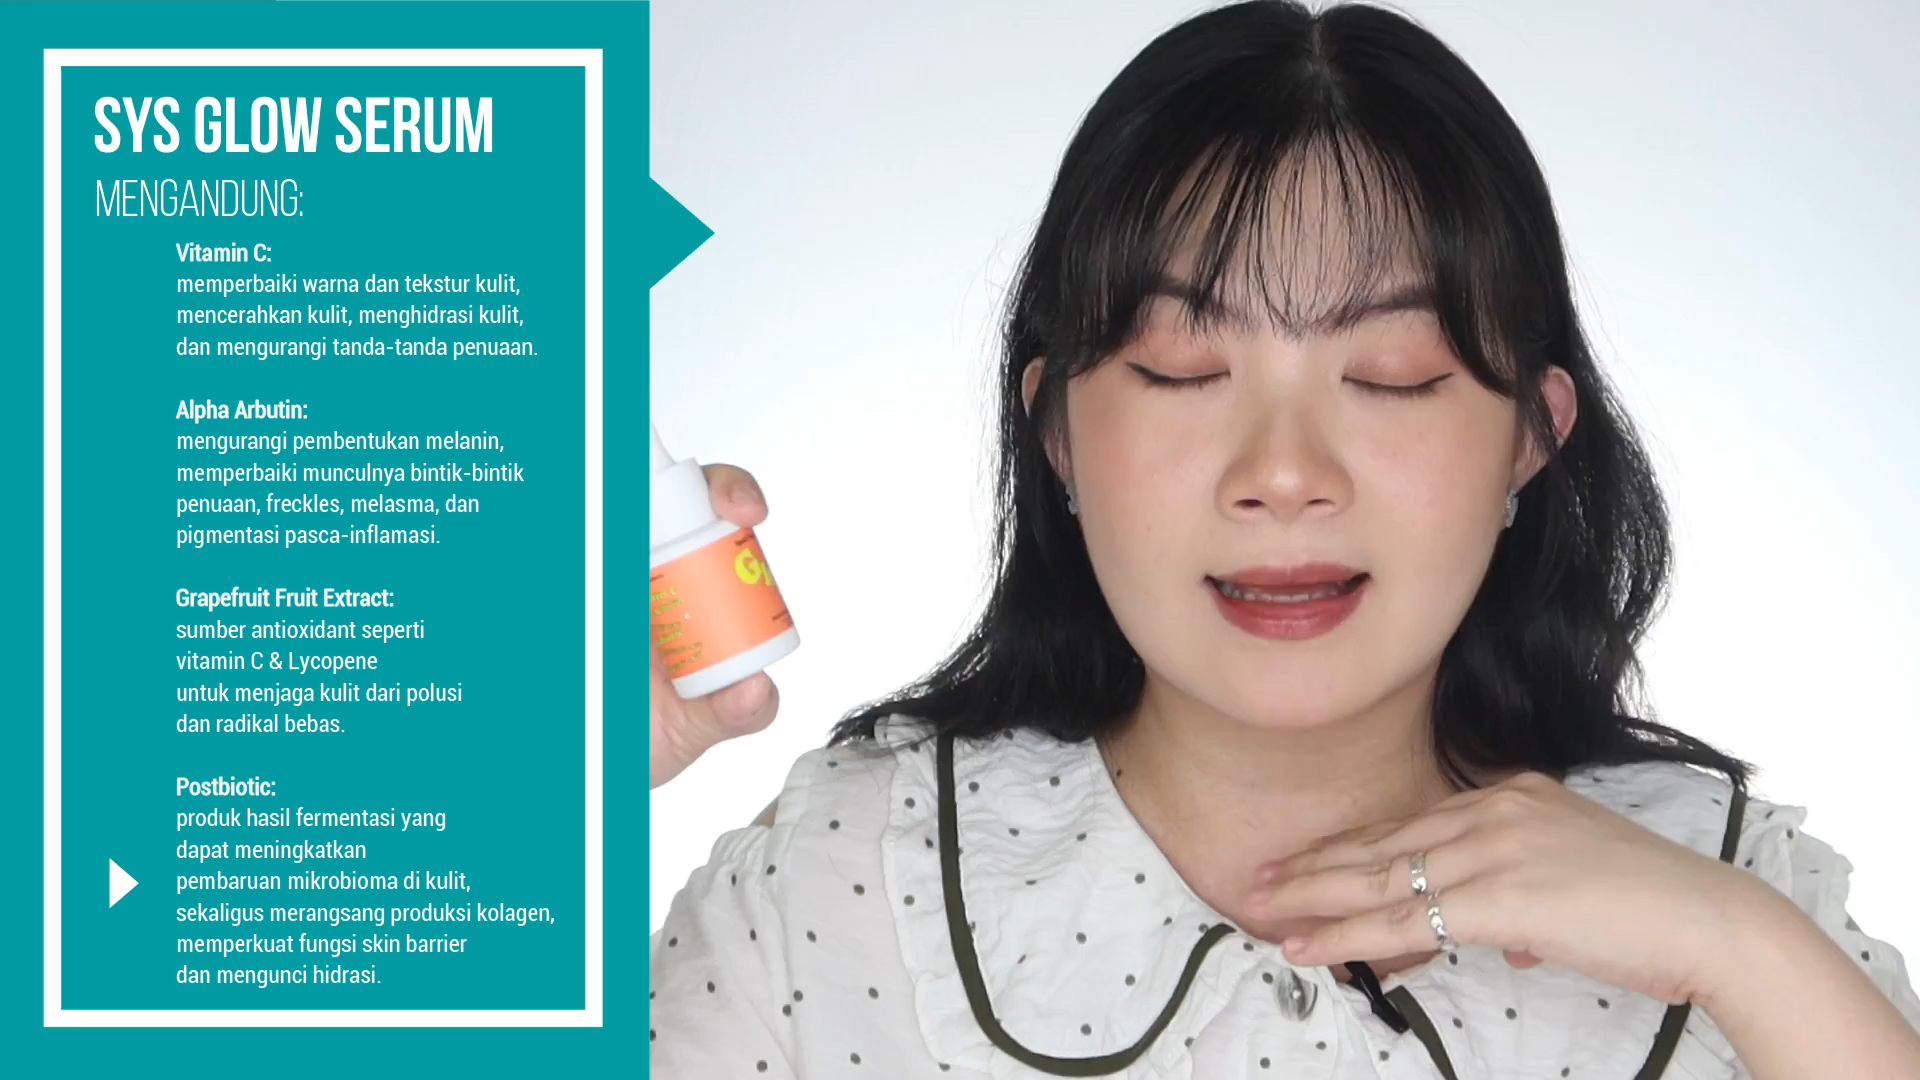 SYS GLOW SERUM
MENGANDUNG:
Vitamin C:
memperbaiki warna dan tekstur kulit,
mencerahkan kulit, menghidrasi kulit,
dan mengurangi tanda-tanda penuaan.
Alpha Arbutin:
mengurangi pembentukan melanin,
memperbaiki munculnya bintik-bintik
penuaan, freckles, melasma, dan
pigmentasi pasca-inflamasi.
Grapefruit Fruit Extract:
sumber antioxidant seperti
vitamin C & Lycopene
untuk menjaga kulit dari polusi
dan radikal bebas.
Postbiotic:
produk hasil fermentasi yang
dapat meningkatkan
pembaruan mikrobioma di kulit,
sekaligus merangsang produksi kolagen,
memperkuat fungsi skin barrier
dan mengunci hidrasi.